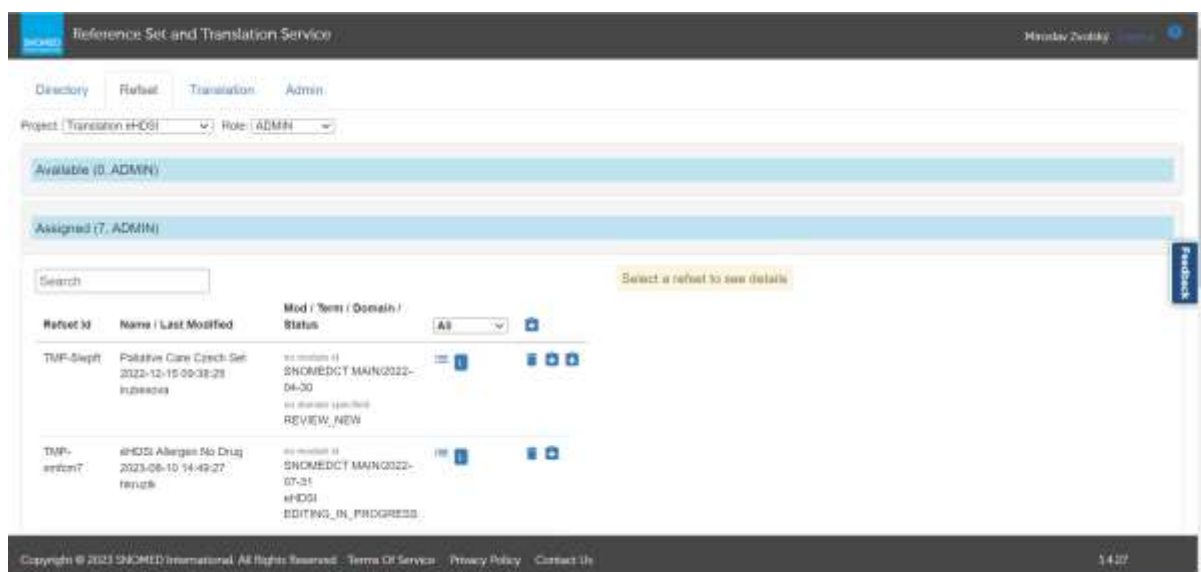 SNOMED
Reference Set and Translation Service
Miroslav Zvolský
Directory Refset Translation Admin
Project: Translation eHDSI Role: ADMIN
Available (0, ADMIN)
Assigned (7, ADMIN)
Feedback
Search
Select a refset to see details
Refset Id Name / Last Modified Mod / Term / Domain /
Status All
TMP- Palliative Care Czech Set no module id
2022-12-15 09:38:28 SNOMEDCT MAIN/2022-
04-30
no domain specified
REVIEW_NEW
TMP- eHDSI Allergen No Drug no module id
2023-08-10 14:49:27 SNOMEDCT MAIN/2022-
07-31
eHDSI
EDITING_IN_PROGRESS
Copyright © 2023 SNOMED International. All Rights Reserved. Terms Of Service Privacy Policy Contact Us